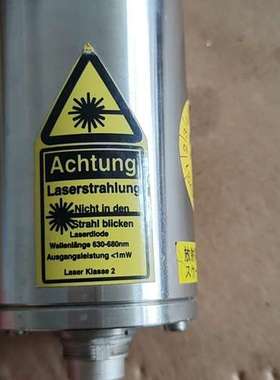 Achtung
Laserstrahlung
Nicht in den
Strahl blicken
Laserdiode
Wellenlänge 630-680nm
Ausgangsleistung <1mW
Laser Klasse 2